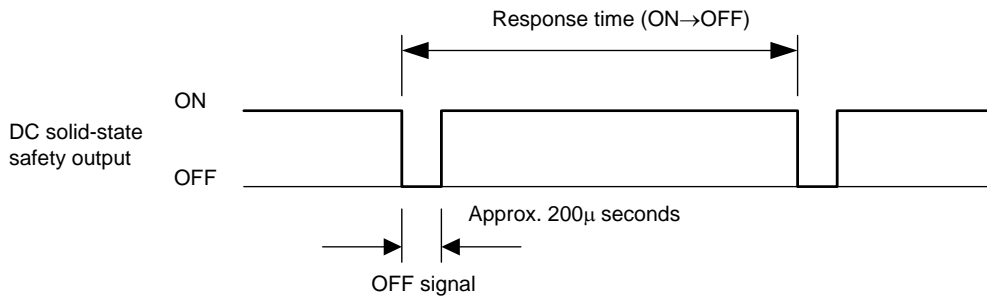 Response time (ON→OFF)
ON
DC solid-state
safety output
OFF
Approx. 200μ seconds
OFF signal